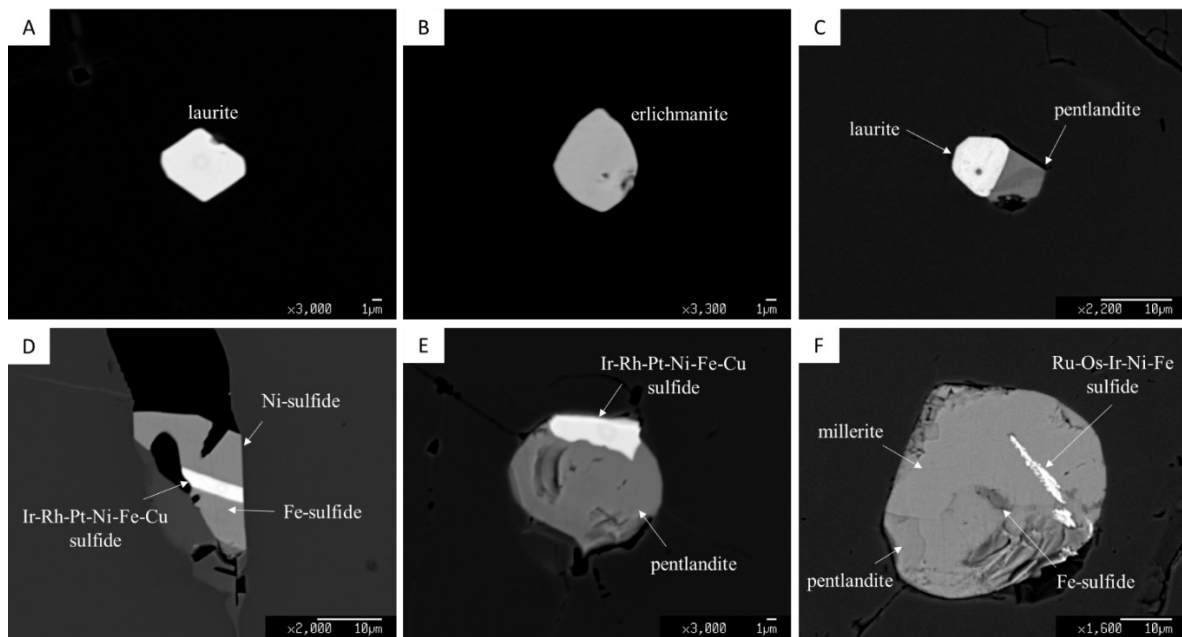 A
laurite
×3,000
1μm
B
erlichmanite
×3,300
1μm
C
pentlandite
laurite
×2,200
10μm
D
Ni-sulfide
Ir-Rh-Pt-Ni-Fe-Cu
sulfide
Fe-sulfide
×2,000
10μm
E
Ir-Rh-Pt-Ni-Fe-Cu
sulfide
pentlandite
×3,000
1μm
F
Ru-Os-Ir-Ni-Fe
sulfide
millerite
pentlandite
Fe-sulfide
×1,600
10μm